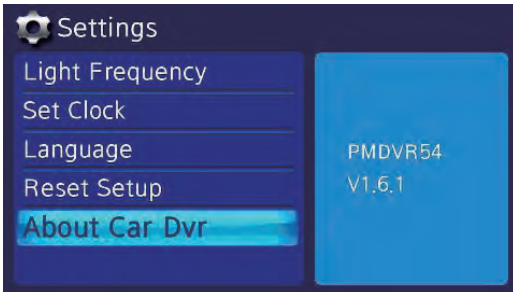 Settings
Light Frequency
Set Clock
Language
Reset Setup
About Car Dvr
PMDVR54
V1.6.1